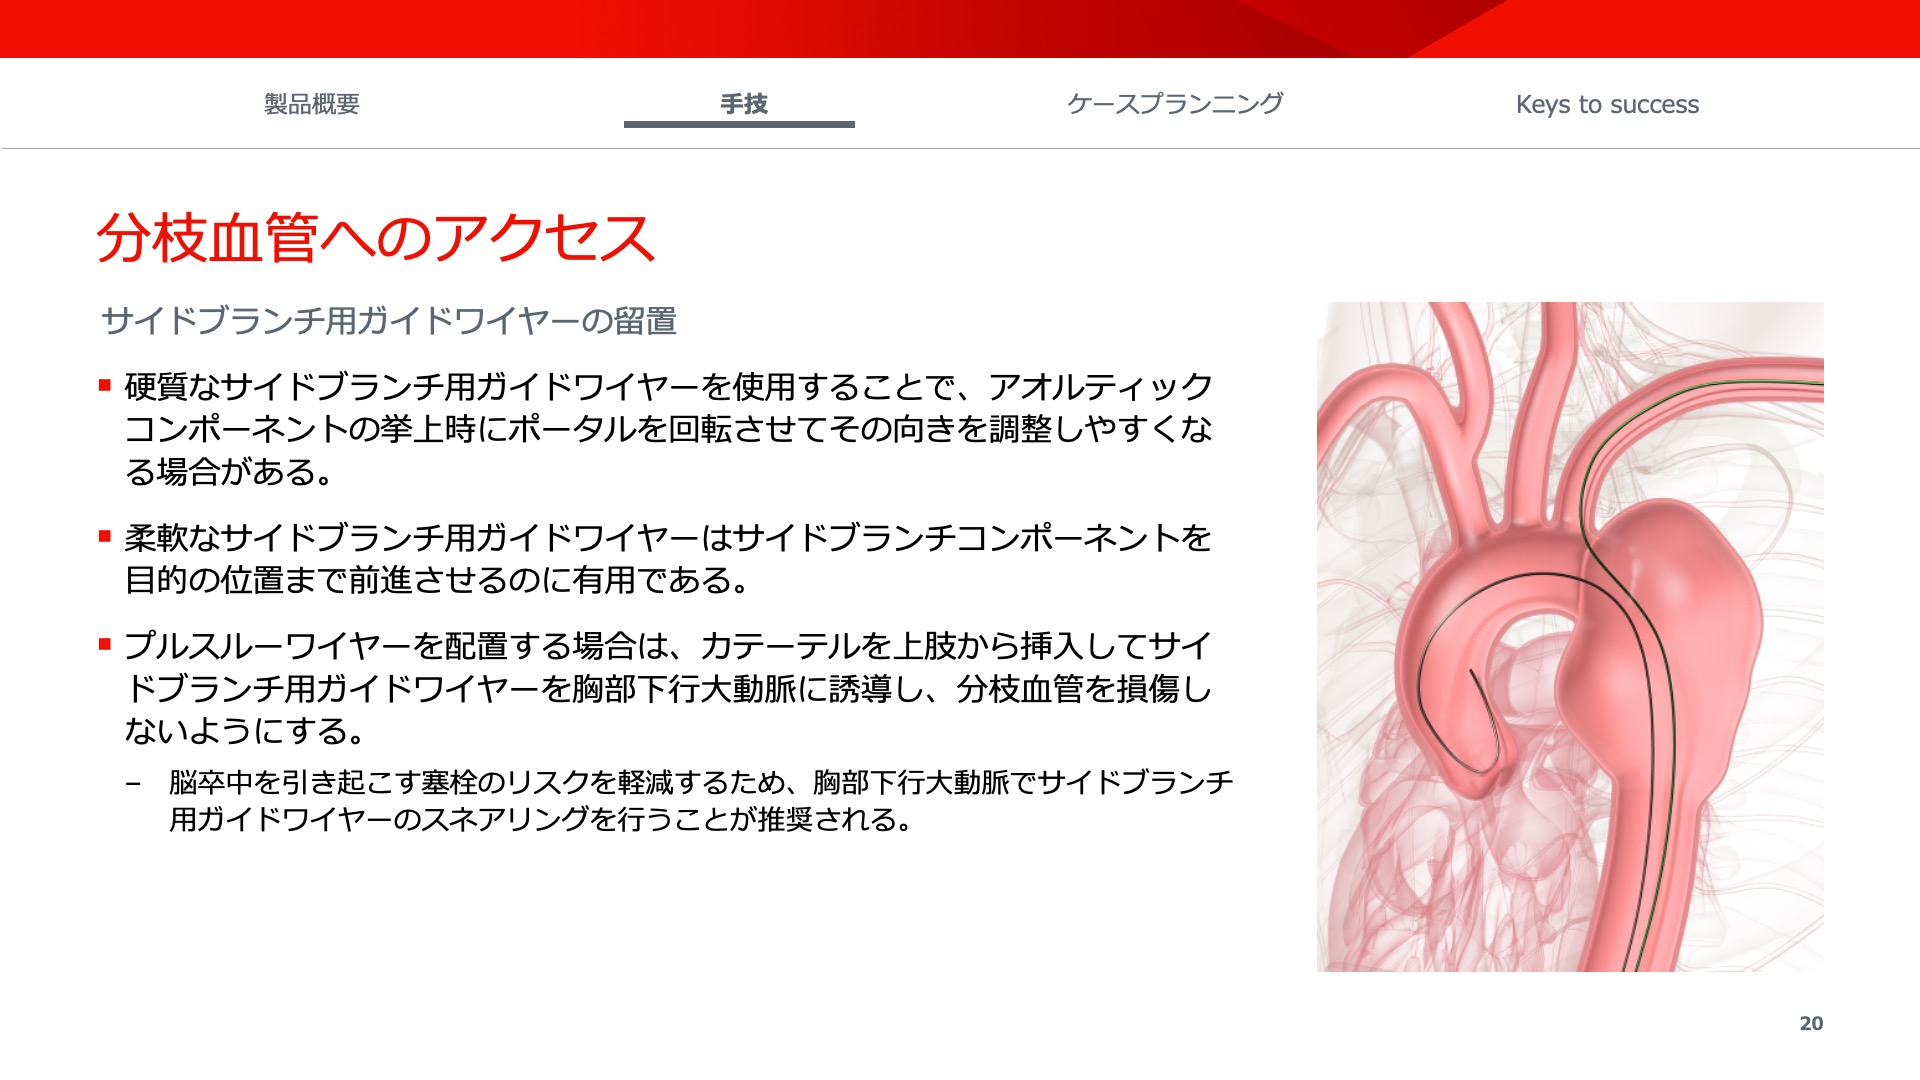 製品概要
手技
ケースプランニング
Keys to success
分枝血管へのアクセス
サイドブランチ用ガイドワイヤーの留置
▪ 硬質なサイドブランチ用ガイドワイヤーを使用することで、アオルティック
コンポーネントの挙上時にポータルを回転させてその向きを調整しやすくな
る場合がある。
▪ 柔軟なサイドブランチ用ガイドワイヤーはサイドブランチコンポーネントを
目的の位置まで前進させるのに有用である。
▪ プルスルーワイヤーを配置する場合は、カテーテルを上肢から挿入してサイ
ドブランチ用ガイドワイヤーを胸部下行大動脈に誘導し、分枝血管を損傷し
ないようにする。
– 脳卒中を引き起こす塞栓のリスクを軽減するため、胸部下行大動脈でサイドブランチ
用ガイドワイヤーのスネアリングを行うことが推奨される。
20